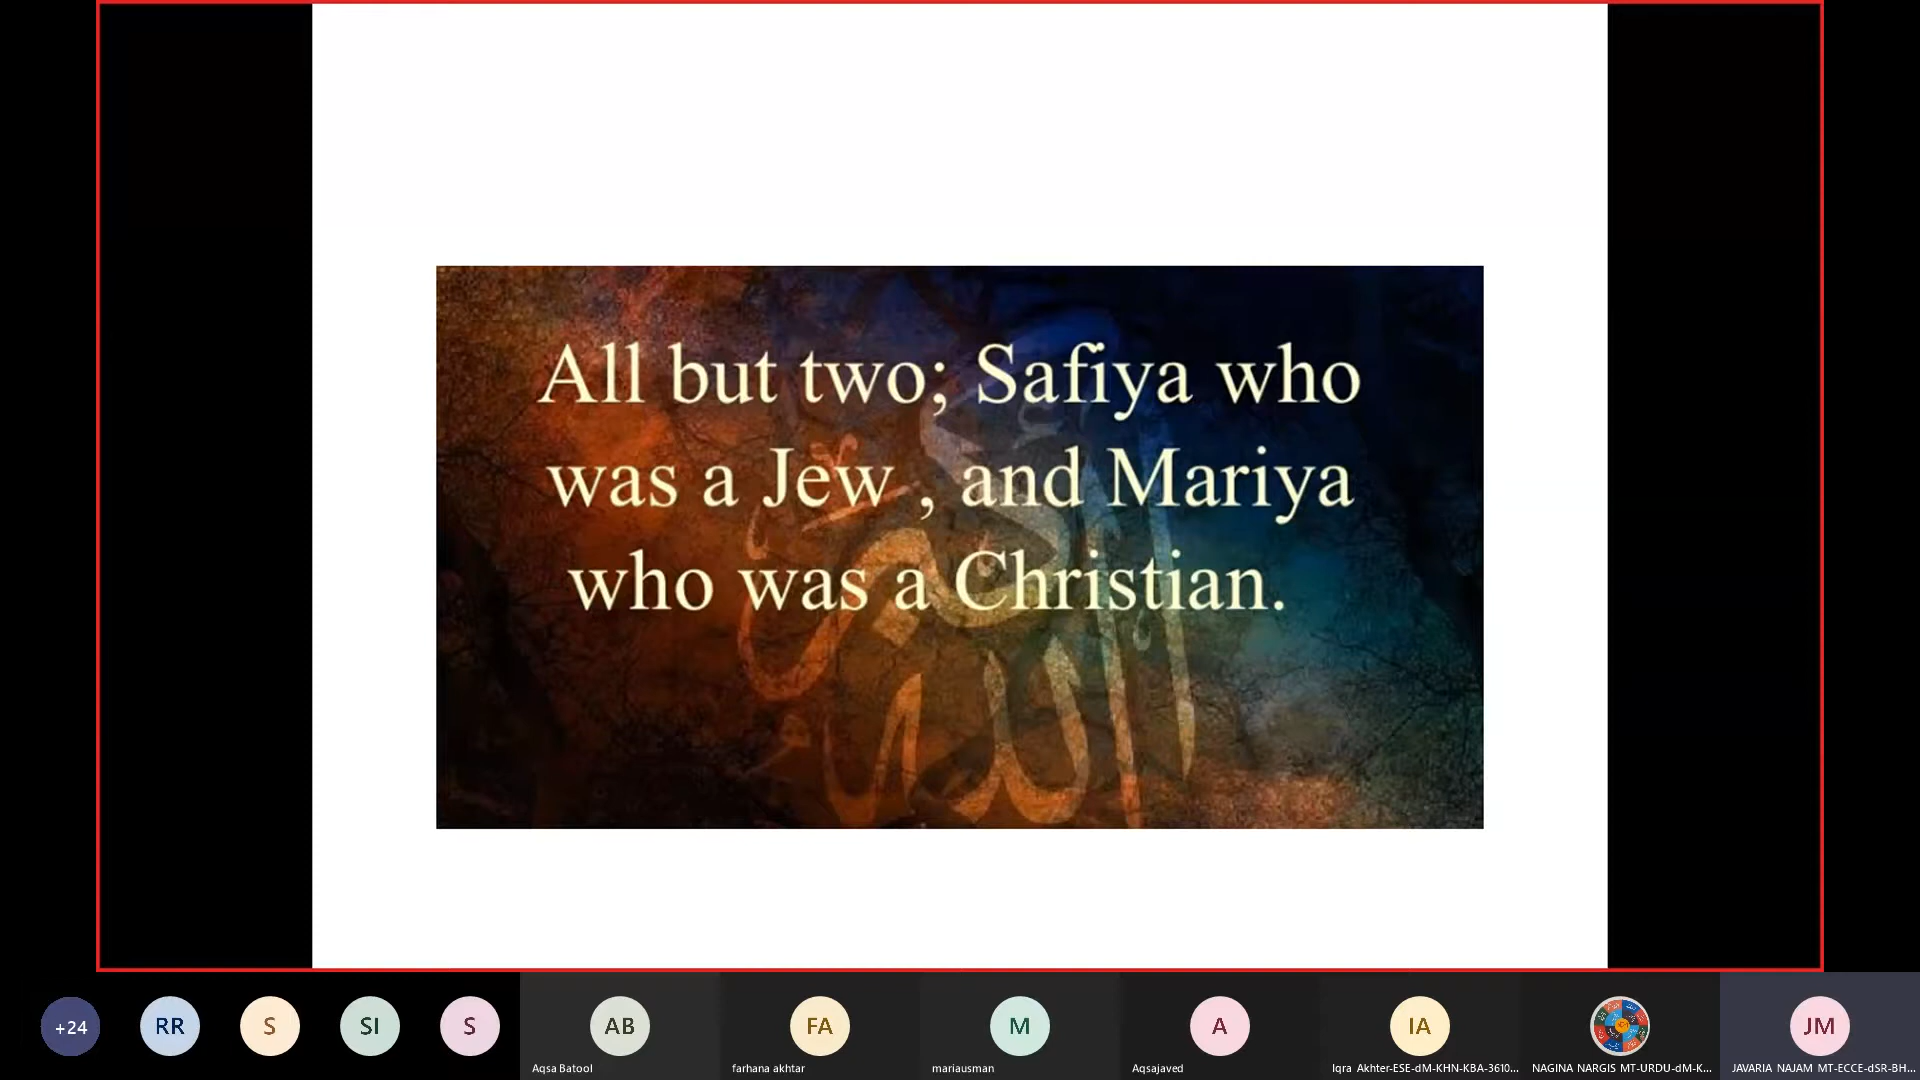 All but two; Safiya who
was a Jew , and Mariya
who was a Christian.
الله
+24
RR
S
SI
S
AB
FA
M
A
IA
JM
Aqsa Batool
farhana akhtar
mariausman
Aqsajaved
Iqra Akhter-ESE-dM-KHN-KBA-3610...
NAGINA NARGIS MT-URDU-dM-K...
JAVARIA NAJAM MT-ECCE-dSR-BH...